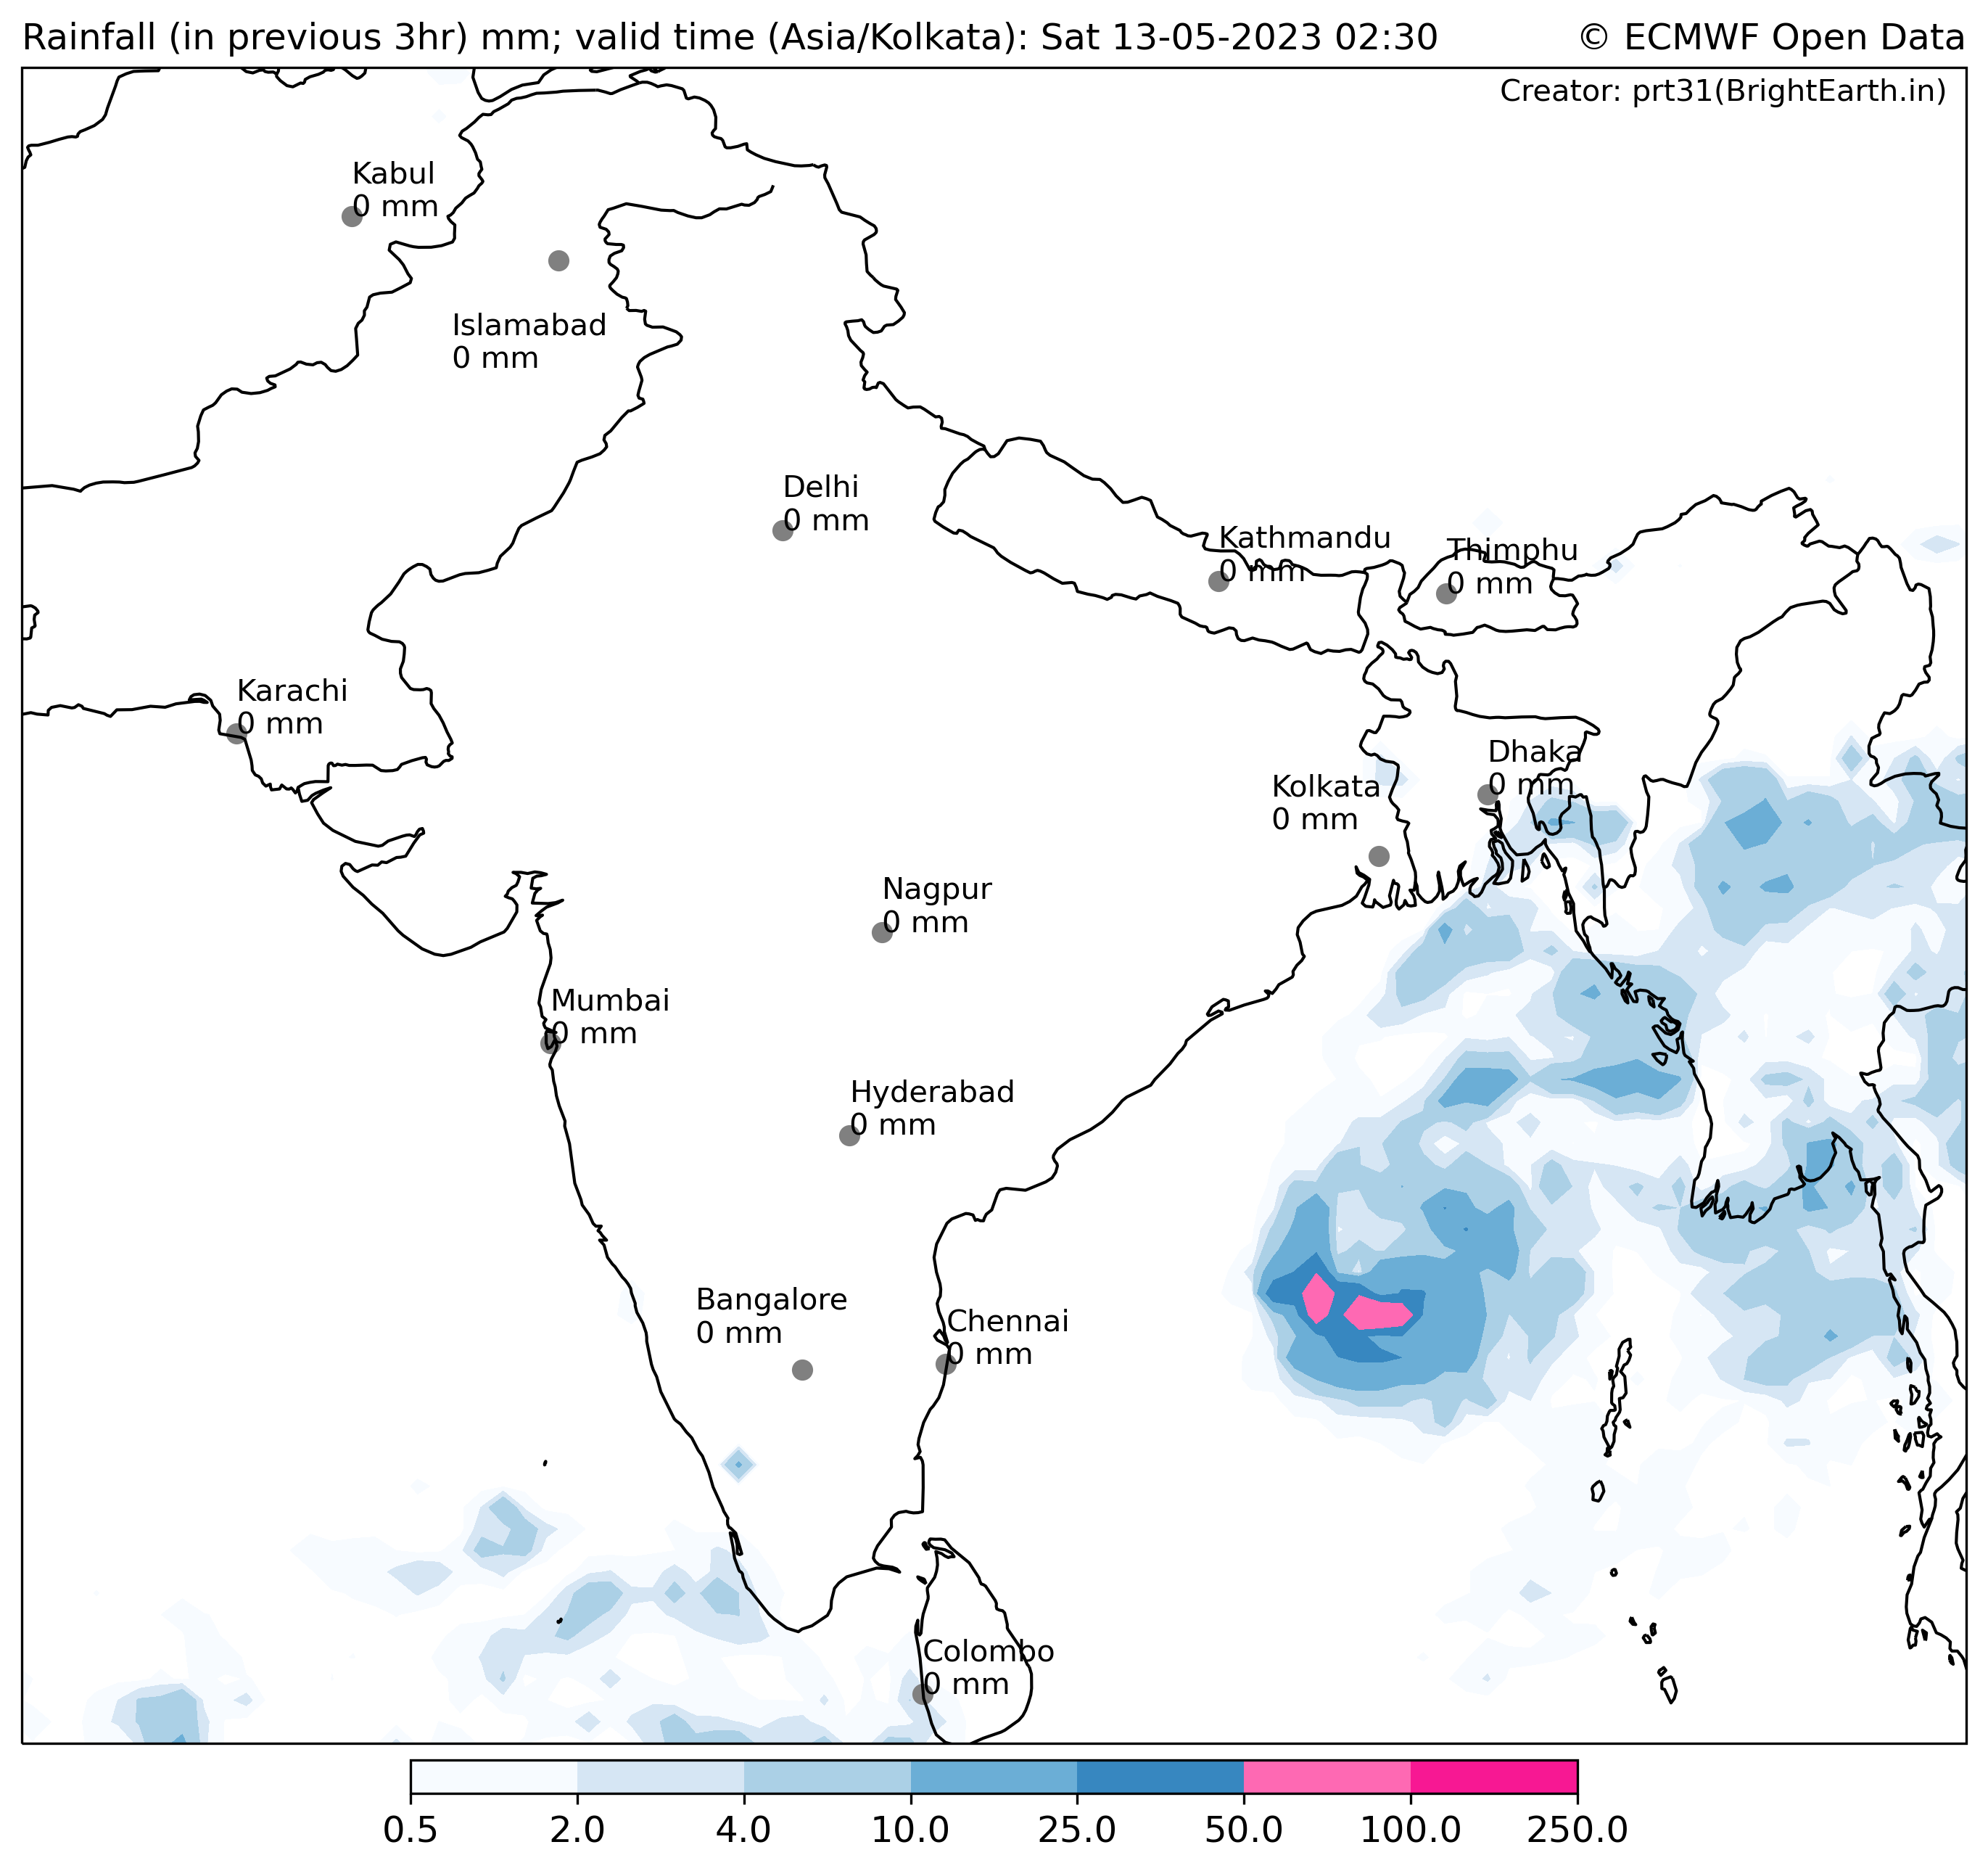 Rainfall (in previous 3hr) mm; valid time (Asia/Kolkata): Sat 13-05-2023 02:30
© ECMWF Open Data
Creator: prt31(BrightEarth.in)
Kabul
0 mm
Islamabad
0 mm
Delhi
0 mm
Kathmandu
0 mm
Thimphu
0 mm
Karachi
0 mm
Dhaka
0 mm
Kolkata
0 mm
Nagpur
0 mm
Mumbai
0 mm
Hyderabad
0 mm
Bangalore
0 mm
Chennai
0 mm
Colombo
0 mm
0.5 2.0 4.0 10.0 25.0 50.0 100.0 250.0